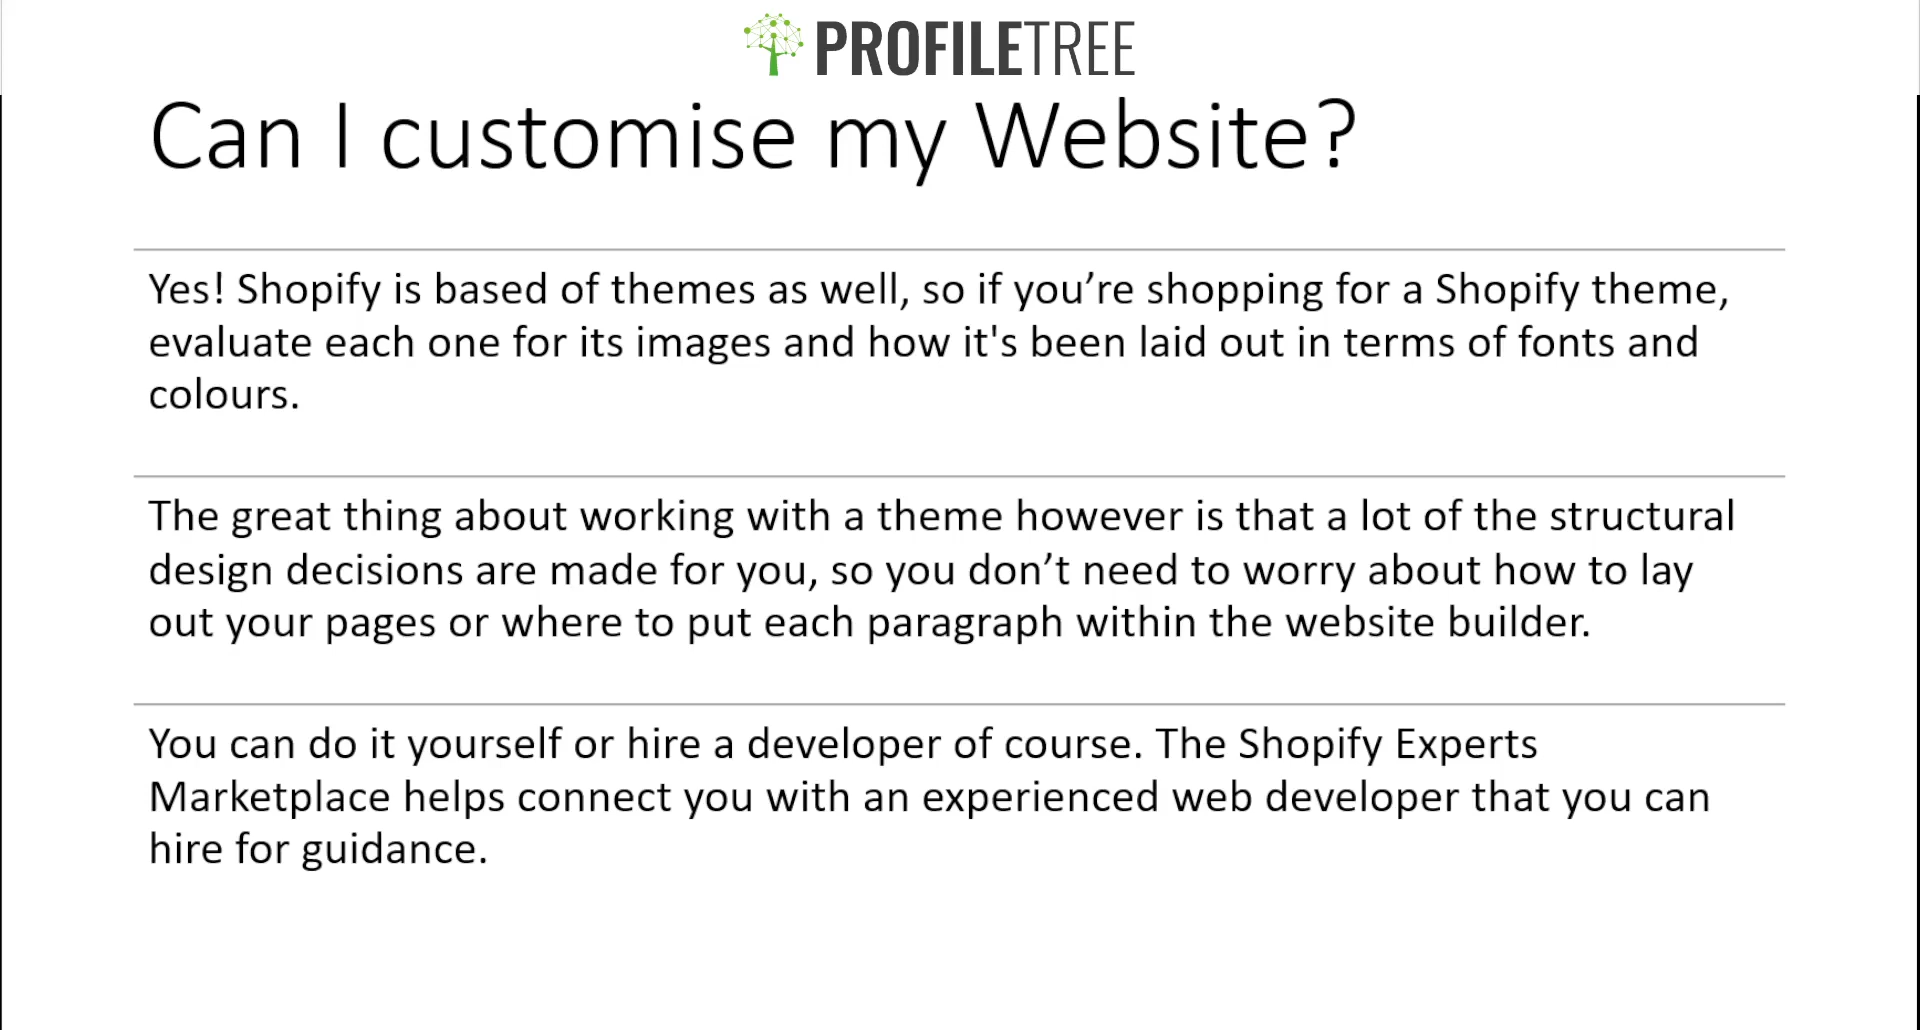 PROFILETREE
Can I customise my Website?
Yes! Shopify is based of themes as well, so if you’re shopping for a Shopify theme,
evaluate each one for its images and how it's been laid out in terms of fonts and
colours.
The great thing about working with a theme however is that a lot of the structural
design decisions are made for you, so you don’t need to worry about how to lay
out your pages or where to put each paragraph within the website builder.
You can do it yourself or hire a developer of course. The Shopify Experts
Marketplace helps connect you with an experienced web developer that you can
hire for guidance.